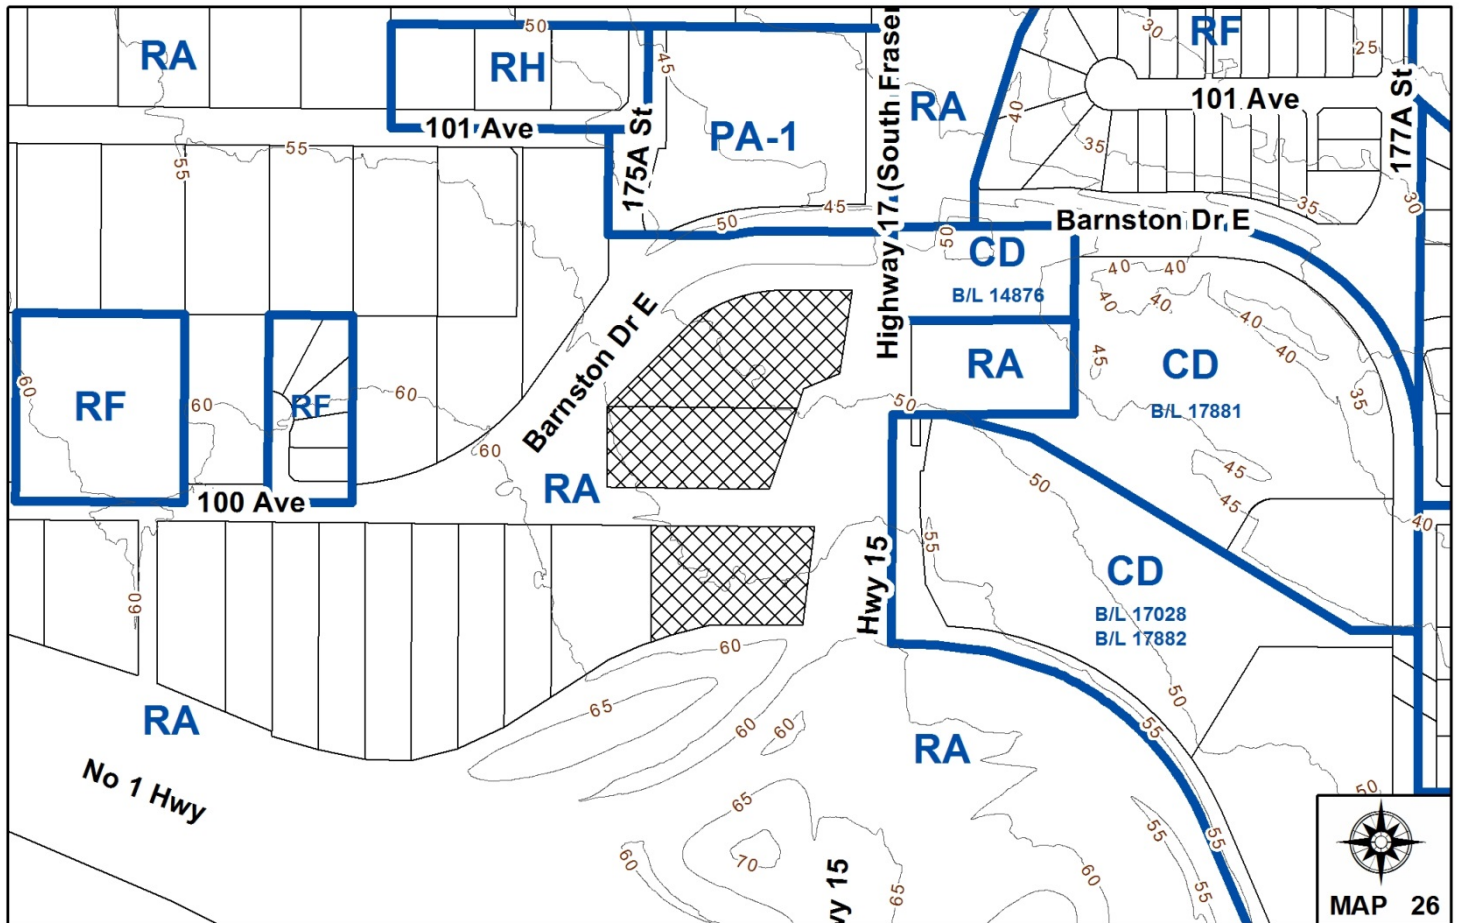 50
RA
RH
45
PA-1
Highway 17 (South Fraser
RA
40
30
RF
25
101 Ave
177A St
101 Ave
175A St
55
55
35
35
30
45
50
Barnston Dr E
50
CD
B/L 14876
40
40
40
40
40
40
45
CD
B/L 17881
35
RA
50
Barnston Dr E
60
RF
60
RF
60
60
100 Ave
RA
45
45
50
40
55
Hwy 15
CD
B/L 17028
B/L 17882
60
60
65
60
60
RA
No 1 Hwy
RA
50
55
50
65
70
60
60
65
55
55
55
wy 15
MAP 26